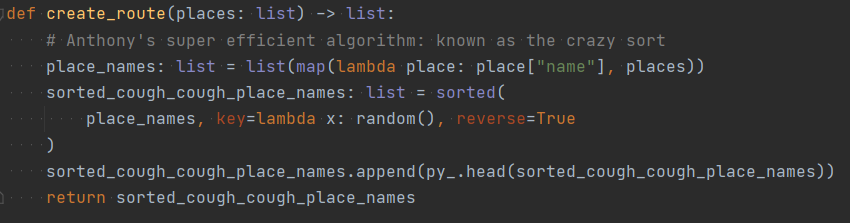 def create_route(places: list) -> list:
    # Anthony's super efficient algorithm: known as the crazy sort
    place_names: list = list(map(lambda place: place["name"], places))
    sorted_cough_cough_place_names: list = sorted(
        place_names, key=lambda x: random(), reverse=True
    )
    sorted_cough_cough_place_names.append(py_.head(sorted_cough_cough_place_names))
    return sorted_cough_cough_place_names